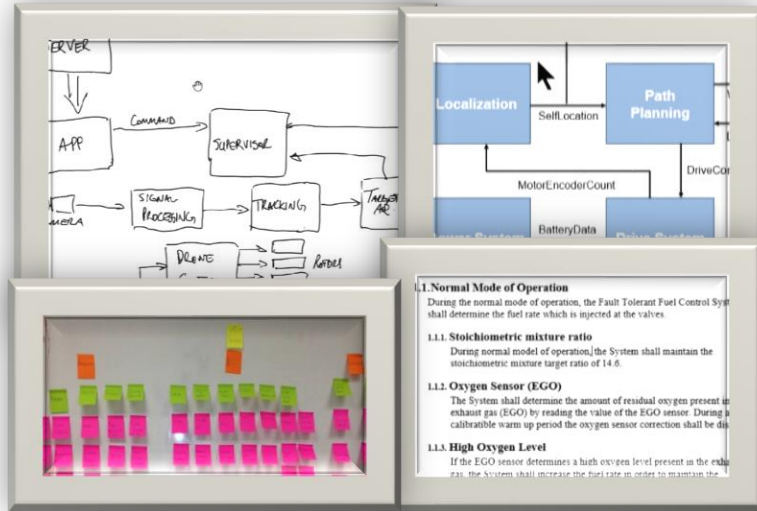 ERVER
APP
COMMAND
SUPERVISOR
MERA
SIGNAL
PROCESSING
TRACKING
TARGET
DRONE
ROTORS
Localization
SelfLocation
Path
Planning
DriveCo
MotorEncoderCount
BatteryData
Drive System
1.1. Normal Mode of Operation
During the normal mode of operation, the Fault Tolerant Fuel Control Syst
shall determine the fuel rate which is injected at the valves.
1.1.1. Stoichiometric mixture ratio
During normal model of operation, the System shall maintain the
stoichiometric mixture target ratio of 14.6.
1.1.2. Oxygen Sensor (EGO)
The System shall determine the amount of residual oxygen present in
exhaust gas (EGO) by reading the value of the EGO sensor. During a
calibratible warm up period the oxygen sensor correction shall be dis
1.1.3. High Oxygen Level
If the EGO sensor determines a high oxygen level present in the exha
gas, the System shall increase the fuel rate in order to maintain the